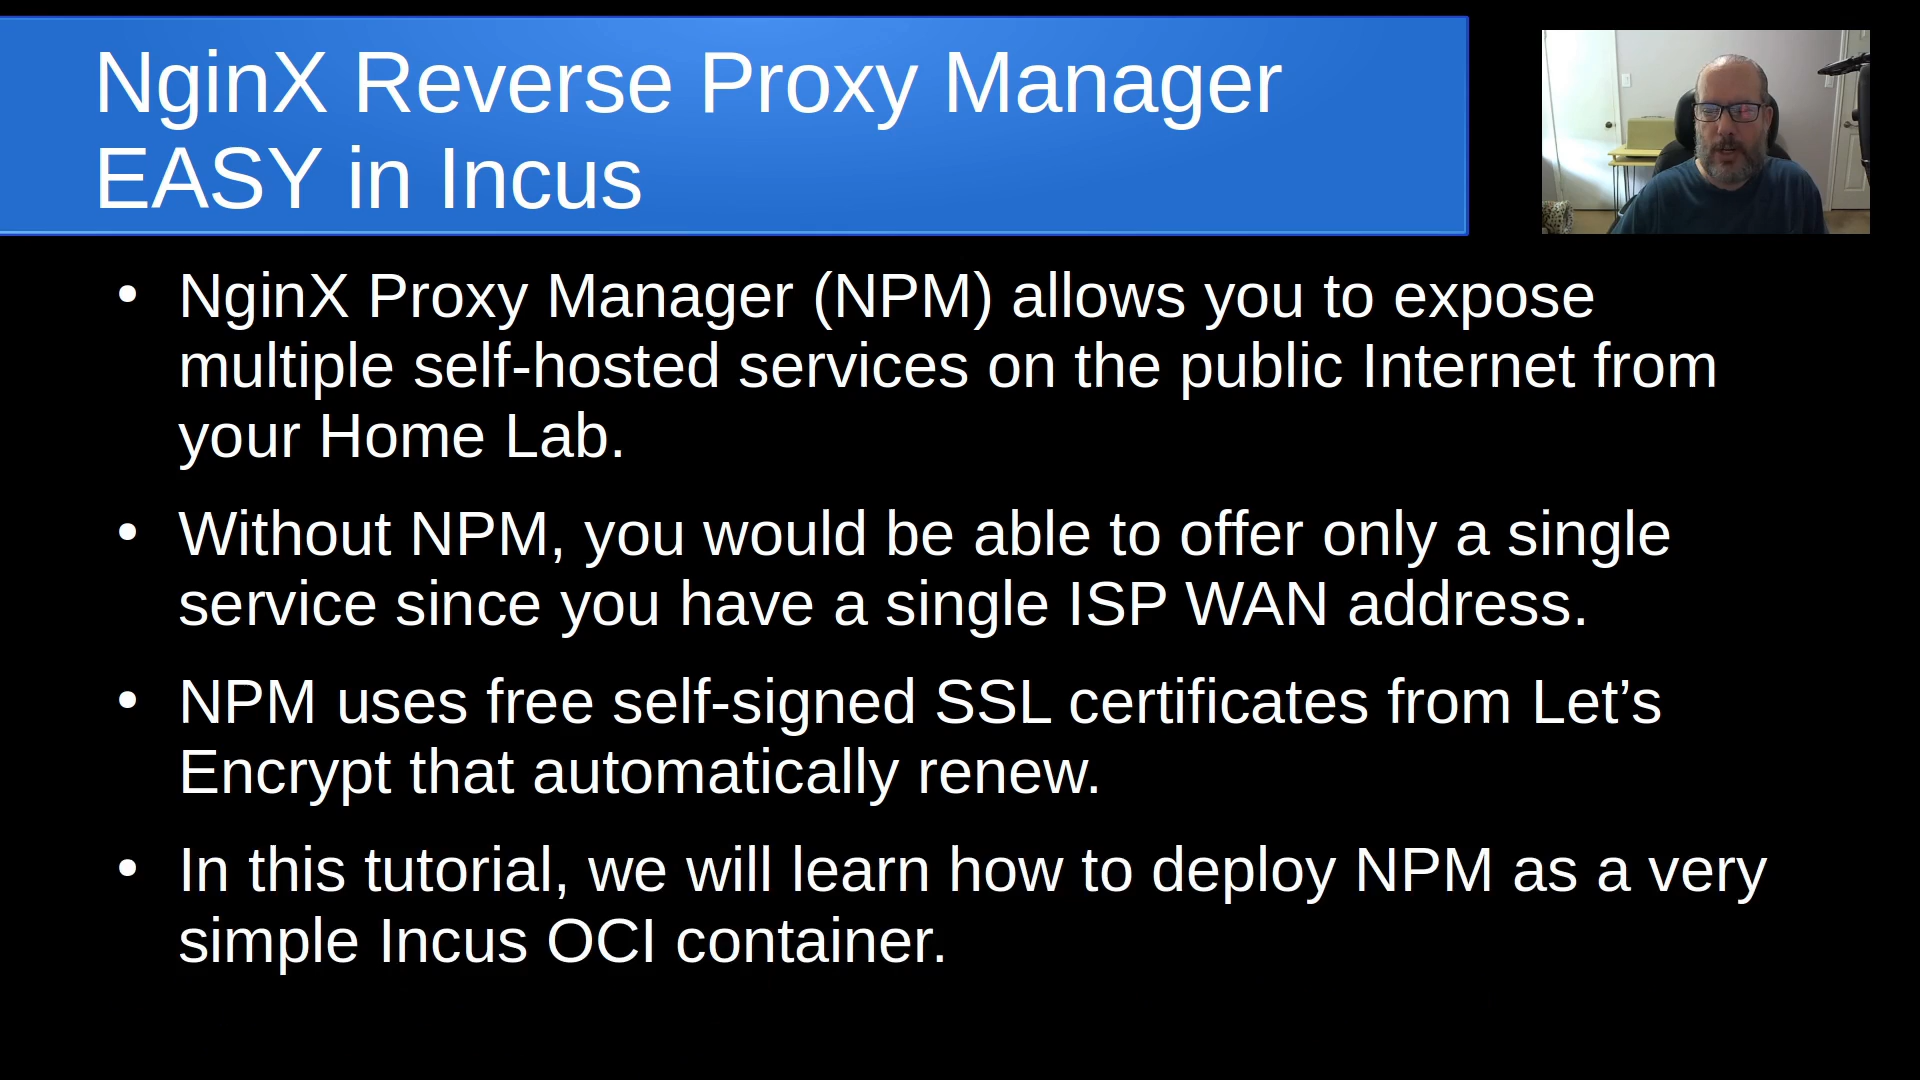 NginX Reverse Proxy Manager
EASY in Incus
• NginX Proxy Manager (NPM) allows you to expose
multiple self-hosted services on the public Internet from
your Home Lab.
• Without NPM, you would be able to offer only a single
service since you have a single ISP WAN address.
• NPM uses free self-signed SSL certificates from Let’s
Encrypt that automatically renew.
• In this tutorial, we will learn how to deploy NPM as a very
simple Incus OCI container.